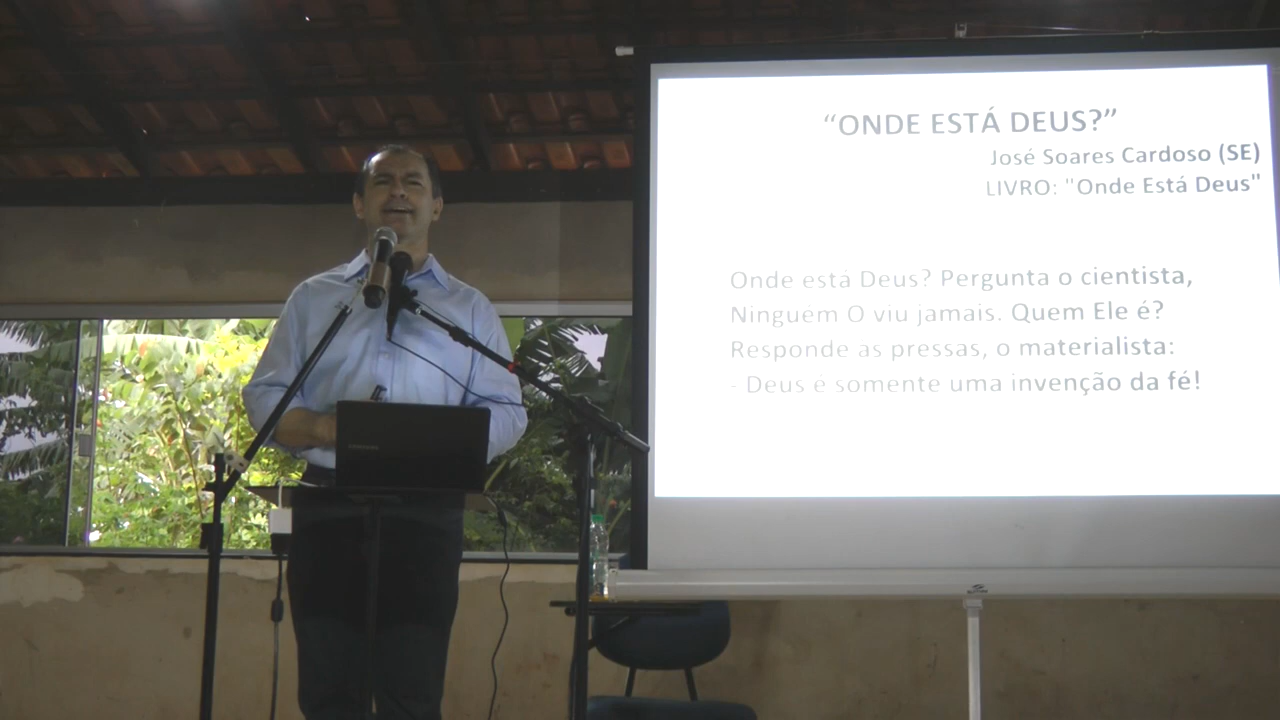 “ONDE ESTÁ DEUS?”
José Soares Cardoso (SE)
LIVRO: "Onde Está Deus"
Onde está Deus? Pergunta o cientista,
Ninguém O viu jamais. Quem Ele é?
Responde as pressas, o materialista:
- Deus é somente uma invenção da fé!